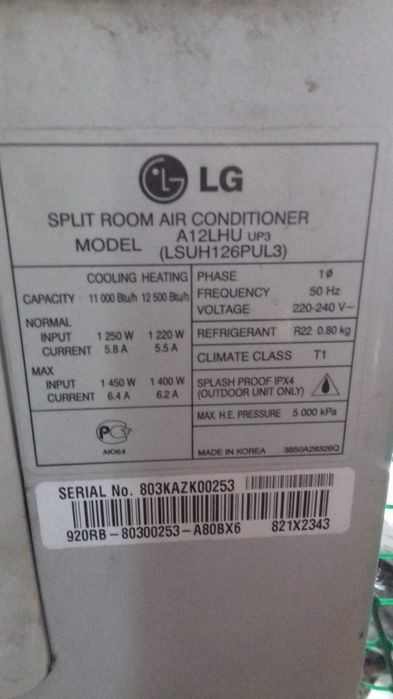 LG
SPLIT ROOM AIR CONDITIONER
MODEL A12LHU UP3
(LSUH126PUL3)
COOLING HEATING
CAPACITY 11 000 Btu/h 12 500 Btu/h
NORMAL
INPUT 1 250 W 1 220 W
CURRENT 5.8 A 5.5 A
MAX
INPUT 1 450 W 1 400 W
CURRENT 6.4 A 6.2 A
PHASE 1ø
FREQUENCY 50 Hz
VOLTAGE 220-240 V~
REFRIGERANT R22 0.80 kg
CLIMATE CLASS T1
SPLASH PROOF IPX4
(OUTDOOR UNIT ONLY)
MAX. H.E. PRESSURE 5 000 kPa
АЮ64
MADE IN KOREA 3850A28326Q
SERIAL No. 803KAZK00253
920RB-80300253-A80BX6 821X2343